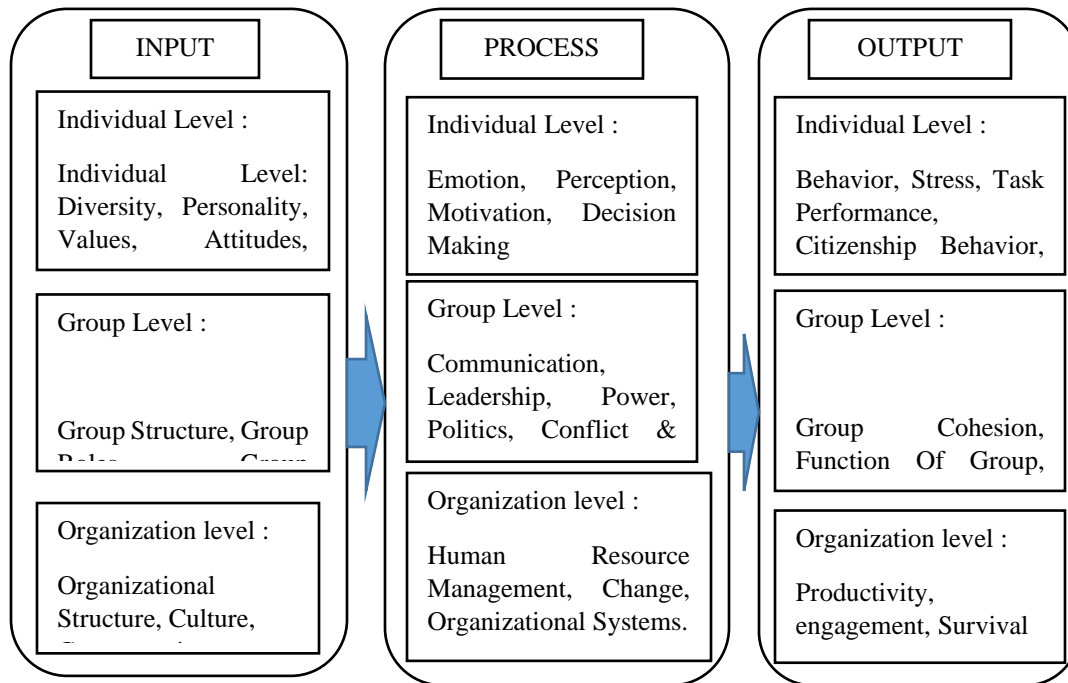 INPUT
Individual Level :
Individual Level:
Diversity, Personality,
Values, Attitudes,
Group Level :
Group Structure, Group
Organization level :
Organizational
Structure, Culture,
PROCESS
Individual Level :
Emotion, Perception,
Motivation, Decision
Making
Group Level :
Communication,
Leadership, Power,
Politics, Conflict &
Organization level :
Human Resource
Management, Change,
Organizational Systems.
OUTPUT
Individual Level :
Behavior, Stress, Task
Performance,
Citizenship Behavior,
Group Level :
Group Cohesion,
Function Of Group,
Organization level :
Productivity,
engagement, Survival